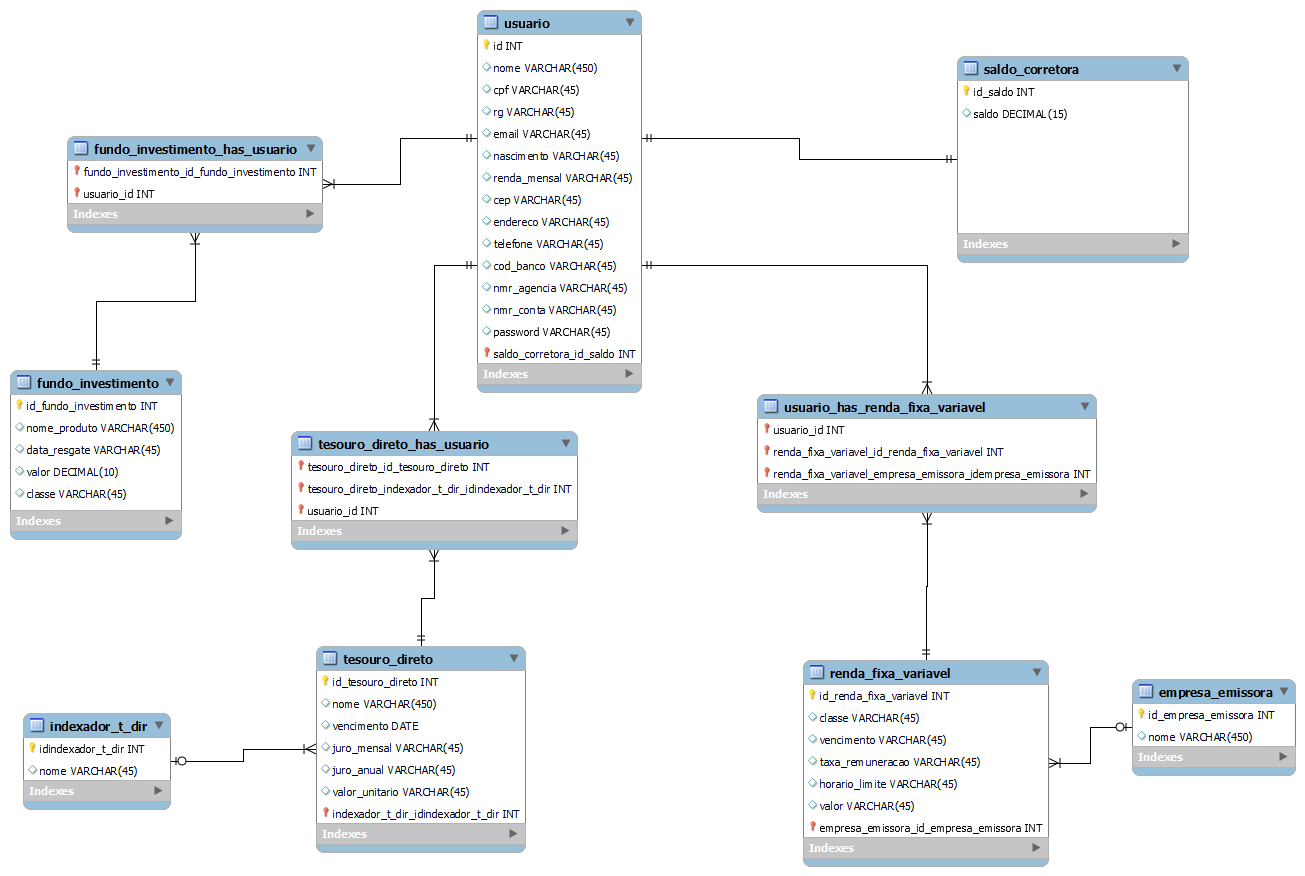 usuario
id INT
nome VARCHAR(450)
cpf VARCHAR(45)
rg VARCHAR(45)
email VARCHAR(45)
nascimento VARCHAR(45)
renda_mensal VARCHAR(45)
cep VARCHAR(45)
endereco VARCHAR(45)
telefone VARCHAR(45)
cod_banco VARCHAR(45)
nmr_agencia VARCHAR(45)
nmr_conta VARCHAR(45)
password VARCHAR(45)
saldo_corretora_id_saldo INT
Indexes
saldo_corretora
id_saldo INT
saldo DECIMAL(15)
Indexes
fundo_investimento_has_usuario
fundo_investimento_id_fundo_investimento INT
usuario_id INT
Indexes
fundo_investimento
id_fundo_investimento INT
nome_produto VARCHAR(450)
data_resgate VARCHAR(45)
valor DECIMAL(10)
classe VARCHAR(45)
Indexes
tesouro_direto_has_usuario
tesouro_direto_id_tesouro_direto INT
tesouro_direto_indexador_t_dir_idindexador_t_dir INT
usuario_id INT
Indexes
usuario_has_renda_fixa_variavel
usuario_id INT
renda_fixa_variavel_id_renda_fixa_variavel INT
renda_fixa_variavel_empresa_emissora_idempresa_emissora INT
Indexes
tesouro_direto
id_tesouro_direto INT
nome VARCHAR(450)
vencimento DATE
juro_mensal VARCHAR(45)
juro_anual VARCHAR(45)
valor_unitario VARCHAR(45)
indexador_t_dir_idindexador_t_dir INT
Indexes
indexador_t_dir
idindexador_t_dir INT
nome VARCHAR(45)
Indexes
renda_fixa_variavel
id_renda_fixa_variavel INT
classe VARCHAR(45)
vencimento VARCHAR(45)
taxa_remuneracao VARCHAR(45)
horario_limite VARCHAR(45)
valor VARCHAR(45)
empresa_emissora_id_empresa_emissora INT
Indexes
empresa_emissora
id_empresa_emissora INT
nome VARCHAR(450)
Indexes